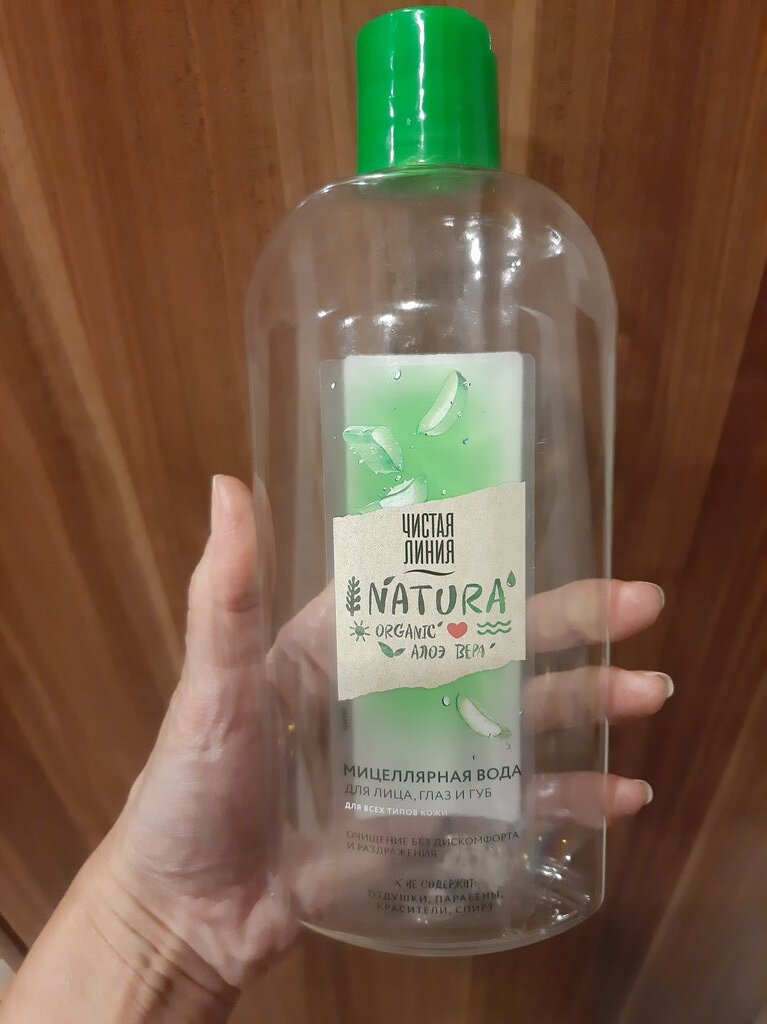 ЧИСТАЯ
ЛИНИЯ
NATURA
ORGANIC
АЛОЭ ВЕРА
МИЦЕЛЛЯРНАЯ ВОДА
ДЛЯ ЛИЦА, ГЛАЗ И ГУБ
ДЛЯ ВСЕХ ТИПОВ КОЖИ
ОЧИЩЕНИЕ БЕЗ ДИСКОМФОРТА
И РАЗДРАЖЕНИЯ
НЕ СОДЕРЖИТ:
ОТДУШКИ, ПАРАБЕНЫ,
КРАСИТЕЛИ, СПИРТ